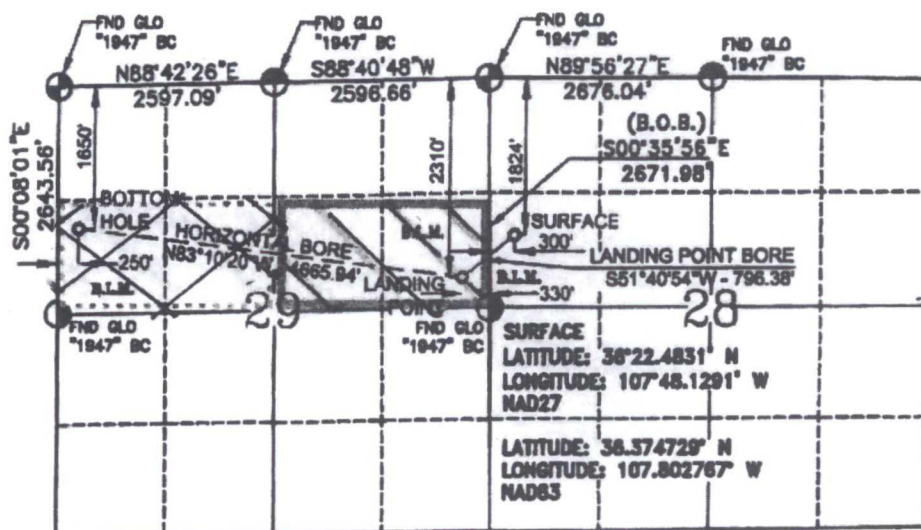 FND GLO
"1947" BC
FND GLO
"1947" BC
FND GLO
"1947" BC
FND GLO
"1947" BC
N88°42'26"E
2597.09'
S88°40'48"W
2596.66'
N89°56'27"E
2676.04'
S00°08'01"E
2643.56'
1650'
2310'
1824'
(B.O.B.)
S00°35'56"E
2671.98'
BOTTOM
HOLE
SURFACE
300'
HORIZONTAL BORE
N83°10'20"W
4665.94'
250'
B.L.M.
B.L.M.
LANDING
POINT
B.L.M.
LANDING POINT BORE
S51°40'54"W - 796.38'
330'
29
28
FND GLO
"1947" BC
FND GLO
"1947" BC
SURFACE
LATITUDE: 36°22.4831' N
LONGITUDE: 107°48.1291' W
NAD27
LATITUDE: 36.374729° N
LONGITUDE: 107.802767° W
NAD83